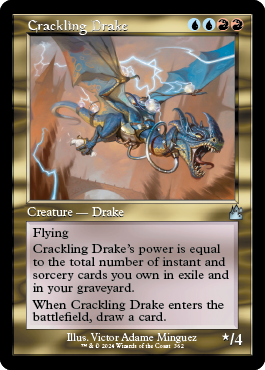 Crackling Drake
Creature — Drake
Flying
Crackling Drake's power is equal
to the total number of instant and
sorcery cards you own in exile and
in your graveyard.
When Crackling Drake enters the
battlefield, draw a card.
Illus. Victor Adame Minguez
™ & © 2024 Wizards of the Coast 362
*/4